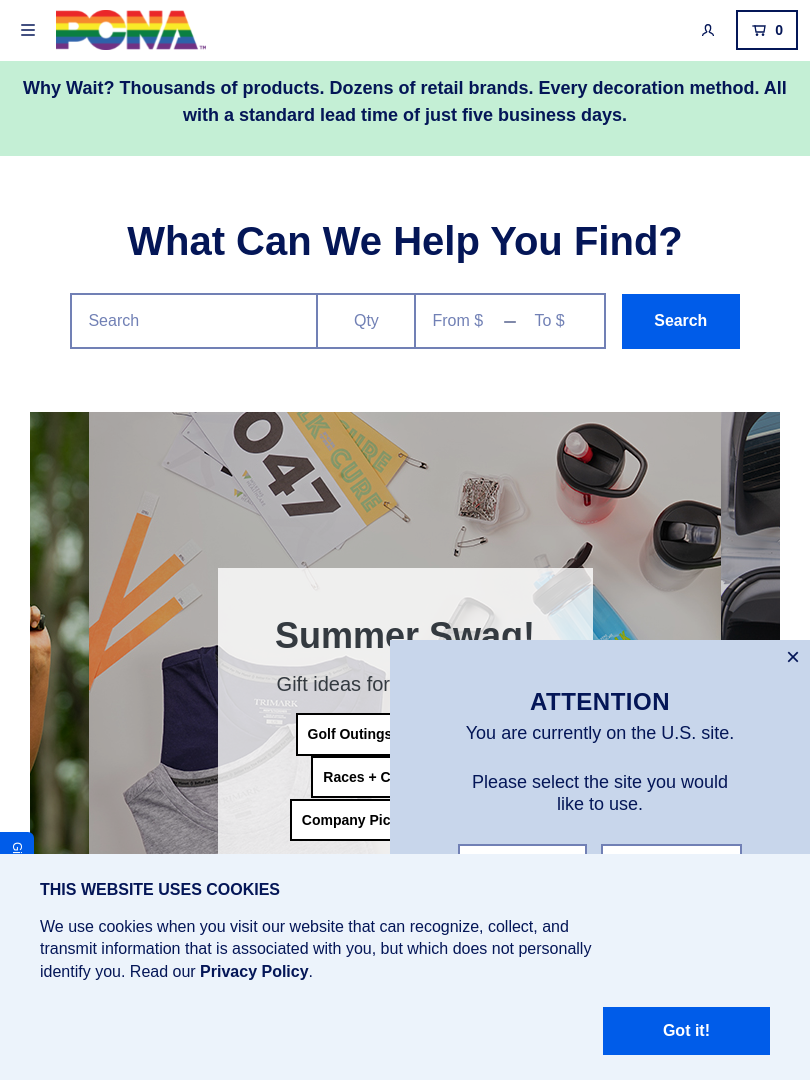 PCNA
TM
0
Why Wait? Thousands of products. Dozens of retail brands. Every decoration method. All
with a standard lead time of just five business days.
What Can We Help You Find?
Search
Qty
From $
To $
Search
047
CURE
Summer Swag!
Gift ideas for
TRIMARK
Golf Outings
Races + C
Company Pic
ATTENTION
You are currently on the U.S. site.
Please select the site you would
like to use.
THIS WEBSITE USES COOKIES
We use cookies when you visit our website that can recognize, collect, and
transmit information that is associated with you, but which does not personally
identify you. Read our Privacy Policy.
Got it!